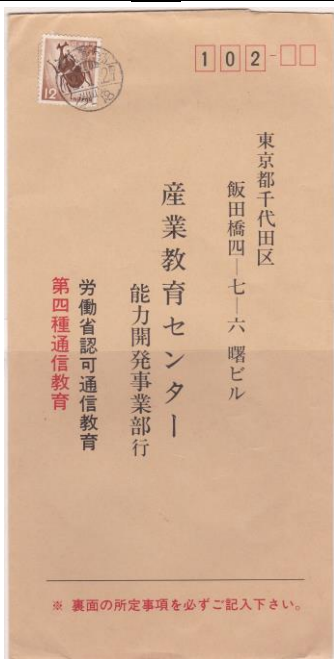 102-
東京都千代田区
飯田橋四―七―六 曙ビル
産業教育センター
能力開発事業部行
労働省認可通信教育
第四種通信教育
12
※ 裏面の所定事項を必ずご記入下さい。